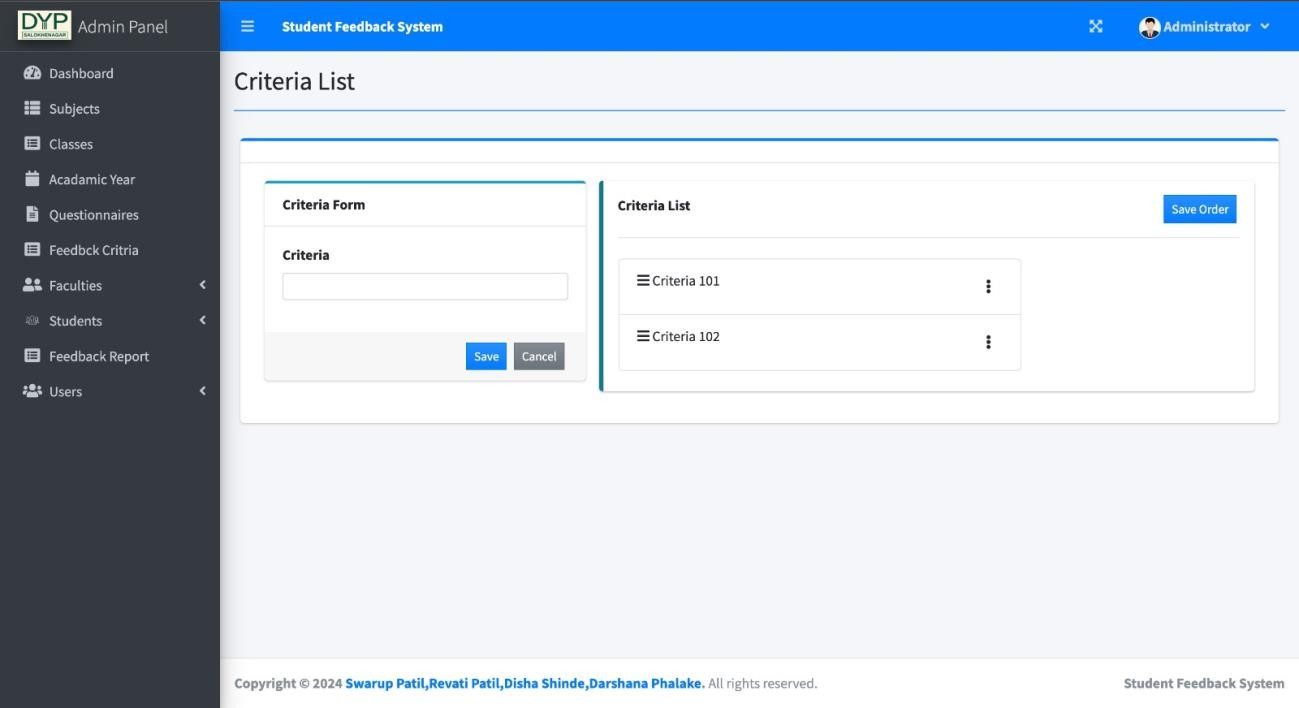 DYP Admin Panel
SALOKHENAGAR
Student Feedback System
Administrator
Dashboard
Subjects
Classes
Acadamic Year
Questionnaires
Feedbck Critria
Faculties
Students
Feedback Report
Users
Criteria List
Criteria Form
Criteria
Save Cancel
Criteria List
Save Order
Criteria 101
Criteria 102
Copyright © 2024 Swarup Patil,Revati Patil,Disha Shinde,Darshana Phalake. All rights reserved.
Student Feedback System